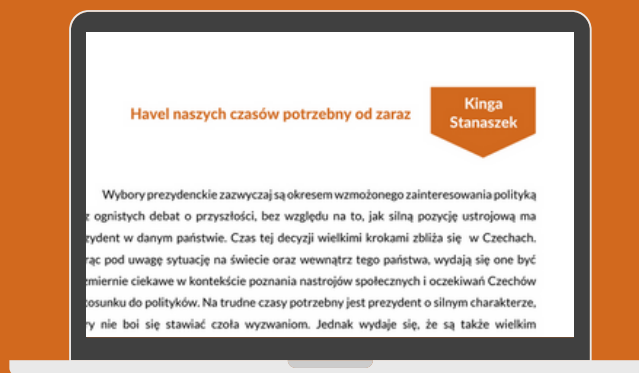 Havel naszych czasów potrzebny od zaraz
Kinga
Stanaszek
Wybory prezydenckie zazwyczaj są okresem wzmożonego zainteresowania polityką
z ognistych debat o przyszłości, bez względu na to, jak silną pozycję ustrojową ma
zydent w danym państwie. Czas tej decyzji wielkimi krokami zbliża się w Czechach.
rąc pod uwagę sytuację na świecie oraz wewnątrz tego państwa, wydają się one być
zmiernie ciekawe w kontekście poznania nastrojów społecznych i oczekiwań Czechów
tosunku do polityków. Na trudne czasy potrzebny jest prezydent o silnym charakterze,
ry nie boi się stawiać czoła wyzwaniom. Jednak wydaje się, że są także wielkim